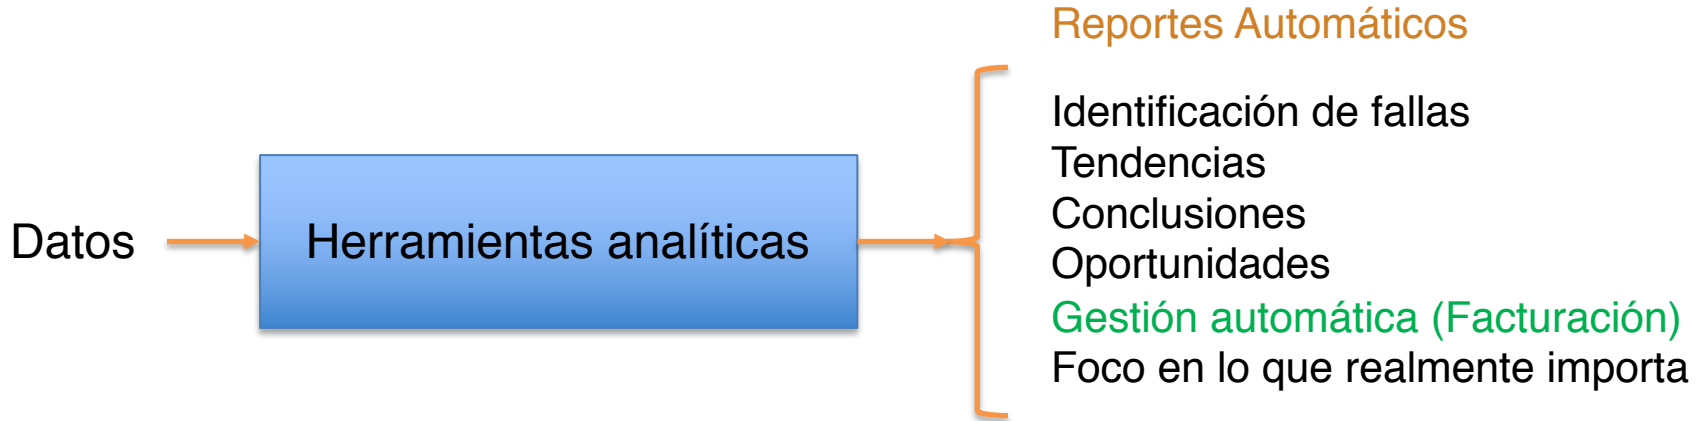 Reportes Automáticos
Identificación de fallas
Tendencias
Conclusiones
Datos
Herramientas analíticas
Oportunidades
Gestión automática (Facturación)
Foco en lo que realmente importa